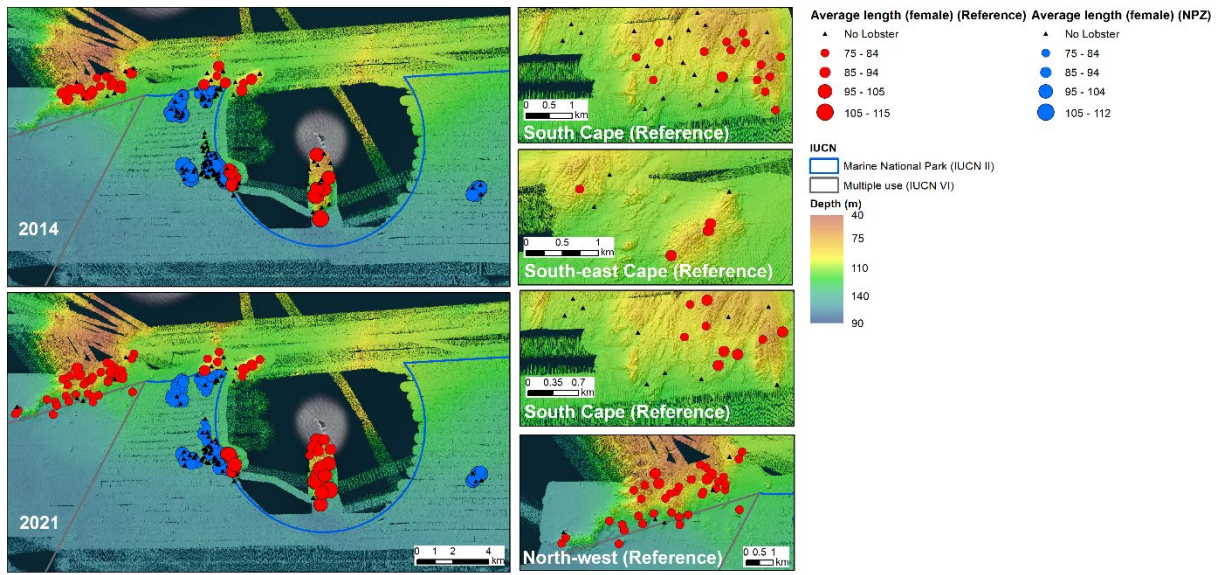 2014
2021
0 1 2 4
km
0 0.5 1
km
South Cape (Reference)
0 0.5 1
km
South-east Cape (Reference)
0 0.35 0.7
km
South Cape (Reference)
North-west (Reference)
0 0.5 1
km
Average length (female) (Reference)
No Lobster
75 - 84
85 - 94
95 - 105
105 - 115
Average length (female) (NPZ)
No Lobster
75 - 84
85 - 94
95 - 104
105 - 112
IUCN
Marine National Park (IUCN II)
Multiple use (IUCN VI)
Depth (m)
40
75
110
140
90